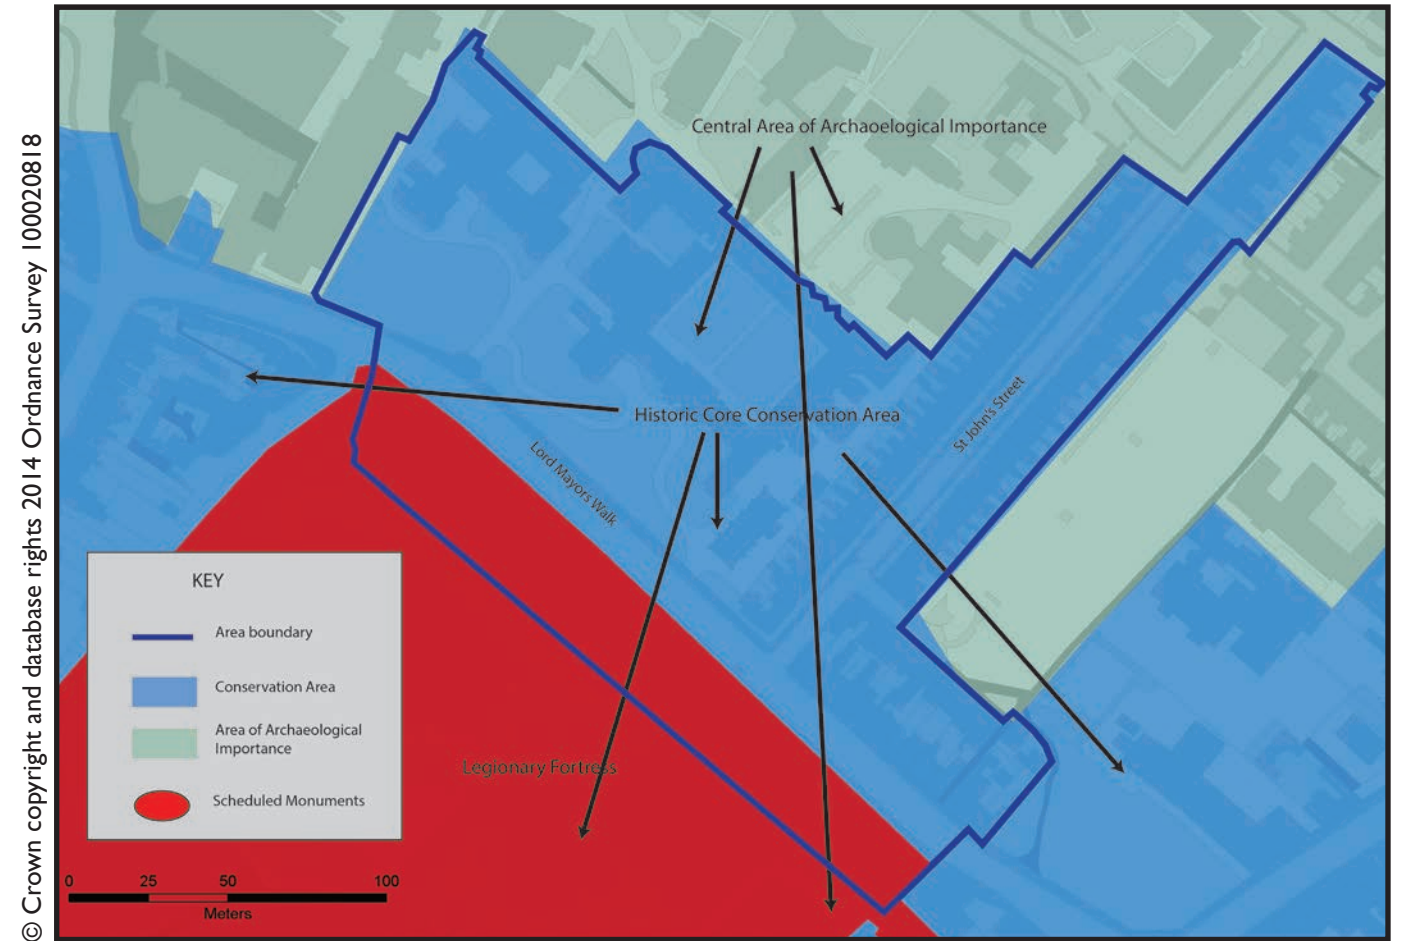 © Crown copyright and database rights 2014 Ordnance Survey 100020818
Central Area of Archaoelogical Importance
Historic Core Conservation Area
St John's Street
Lord Mayors Walk
Legionary Fortress
KEY
Area boundary
Conservation Area
Area of Archaeological
Importance
Scheduled Monuments
0 25 50 100
Meters